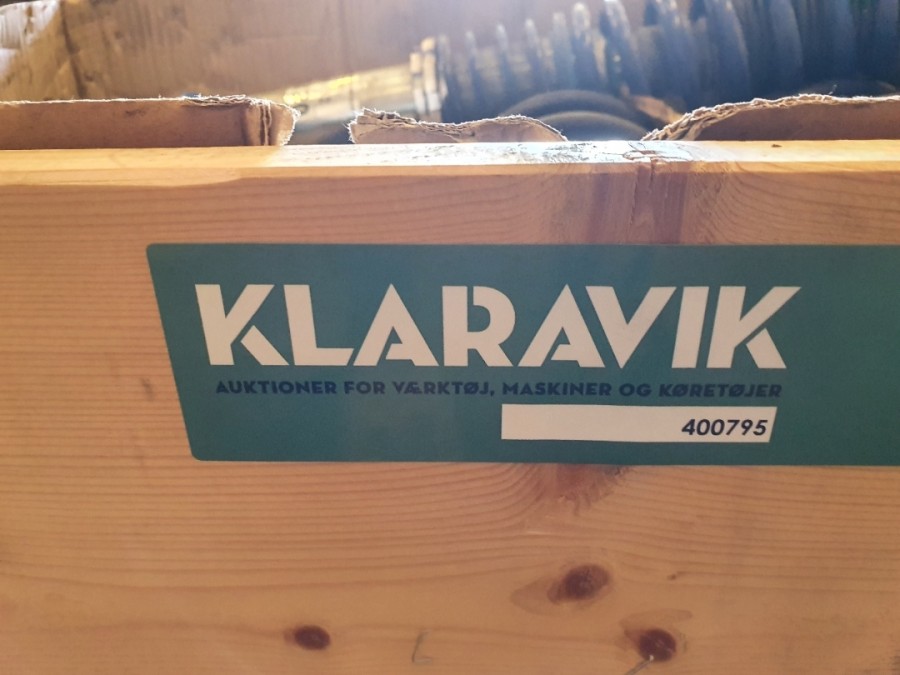 KLARAVIK
AUKTIONER FOR VÆRKTØJ, MASKINER OG KØRETØJER
400795